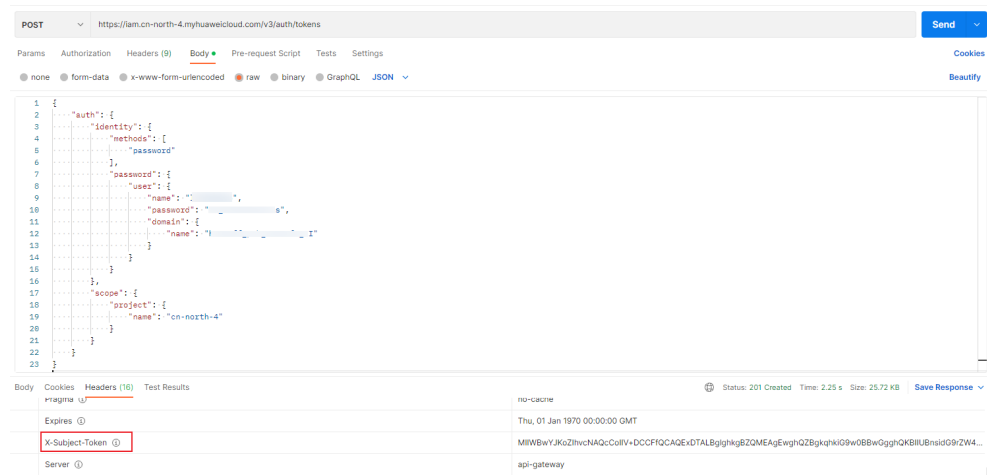 POST https://iam.cn-north-4.myhuaweicloud.com/v3/auth/tokens Send
Params Authorization Headers (9) Body Pre-request Script Tests Settings Cookies
none form-data x-www-form-urlencoded raw binary GraphQL JSON Beautify
1 {
2 "auth": {
3 "identity": {
4 "methods": [
5 "password"
6 ],
7 "password": {
8 "user": {
9 "name": "
10 "password": " s",
11 "domain": {
12 "name": " I"
13 }
14 }
15 }
16 },
17 "scope": {
18 "project": {
19 "name": "cn-north-4"
20 }
21 }
22 }
23 }
Body Cookies Headers (16) Test Results Status: 201 Created Time: 2.25 s Size: 25.72 KB Save Response
Pragma no-cache
Expires Thu, 01 Jan 1970 00:00:00 GMT
X-Subject-Token
Server api-gateway